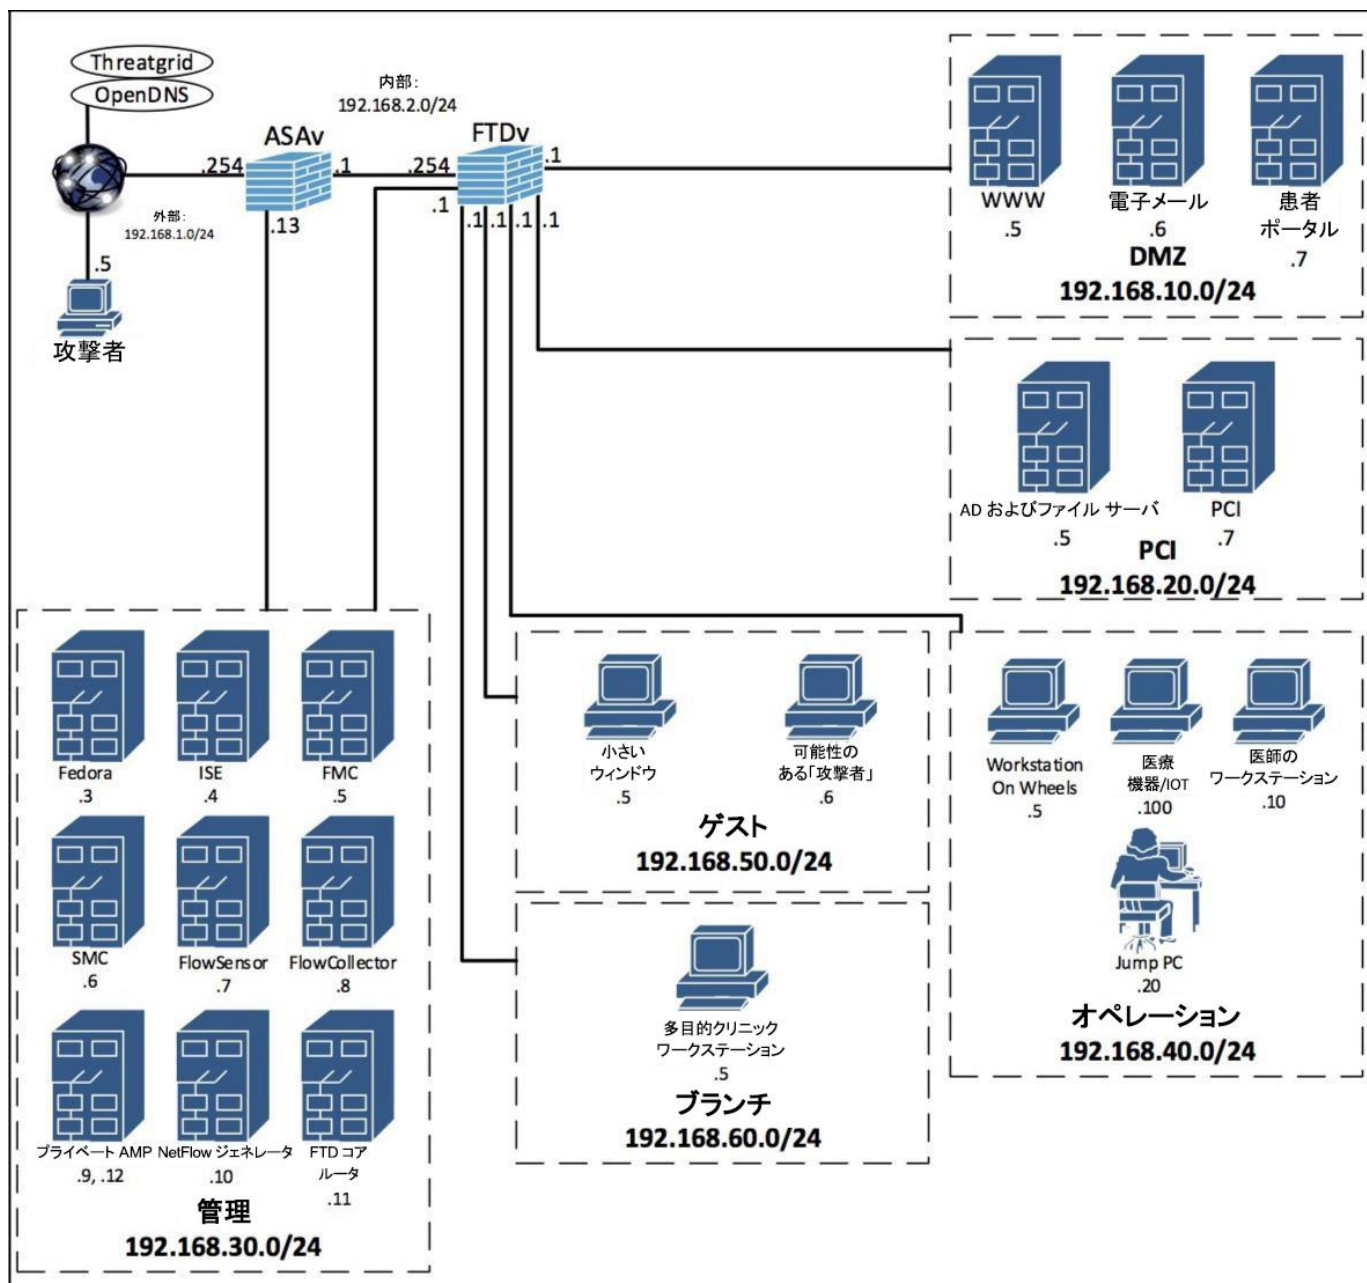 Threatgrid
OpenDNS
内部:
192.168.2.0/24
ASAv
FTDv
.254
.1
.254
.1
.1
.1
.1
.1
.1
.13
外部:
192.168.1.0/24
.5
攻撃者
WWW
.5
電子メール
.6
患者
ポータル
.7
DMZ
192.168.10.0/24
AD およびファイル サーバ
.5
PCI
.7
PCI
192.168.20.0/24
Fedora
.3
ISE
.4
FMC
.5
SMC
.6
FlowSensor
.7
FlowCollector
.8
プライベート AMP
.9, .12
NetFlow ジェネレータ
.10
FTD コア
ルータ
.11
管理
192.168.30.0/24
小さい
ウィンドウ
.5
可能性の
ある「攻撃者」
.6
ゲスト
192.168.50.0/24
多目的クリニック
ワークステーション
.5
ブランチ
192.168.60.0/24
Workstation
On Wheels
.5
医療
機器/IOT
.100
医師の
ワークステーション
.10
Jump PC
.20
オペレーション
192.168.40.0/24